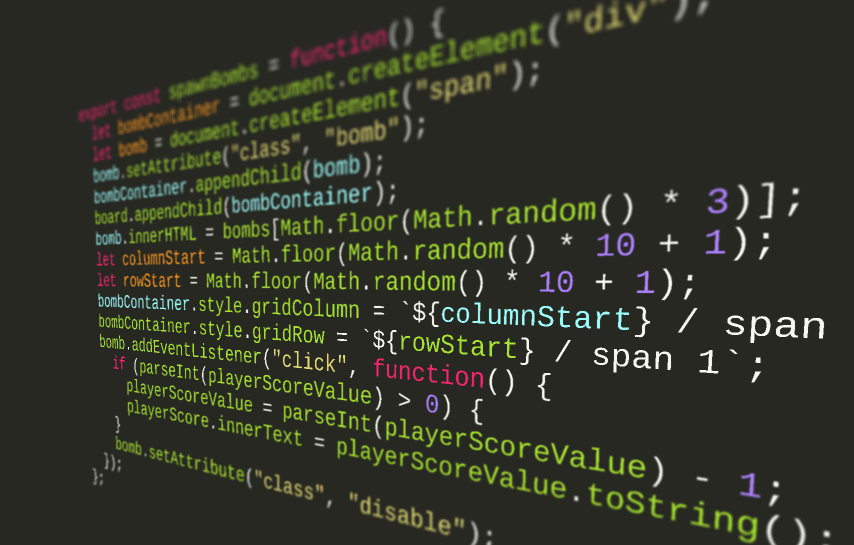 export const spawnBombs = function() {
let bombContainer = document.createElement("div");
let bomb = document.createElement("span");
bomb.setAttribute("class", "bomb");
bombContainer.appendChild(bomb);
board.appendChild(bombContainer);
bomb.innerHTML = bombs[Math.floor(Math.random() * 3)];
let columnStart = Math.floor(Math.random() * 10 + 1);
let rowStart = Math.floor(Math.random() * 10 + 1);
bombContainer.style.gridColumn = `${columnStart} / span
bombContainer.style.gridRow = `${rowStart} / span 1`;
bomb.addEventListener("click", function() {
if (parseInt(playerScoreValue) > 0) {
playerScoreValue = parseInt(playerScoreValue) - 1;
playerScore.innerText = playerScoreValue.toString();
}
bomb.setAttribute("class", "disable");
});
};